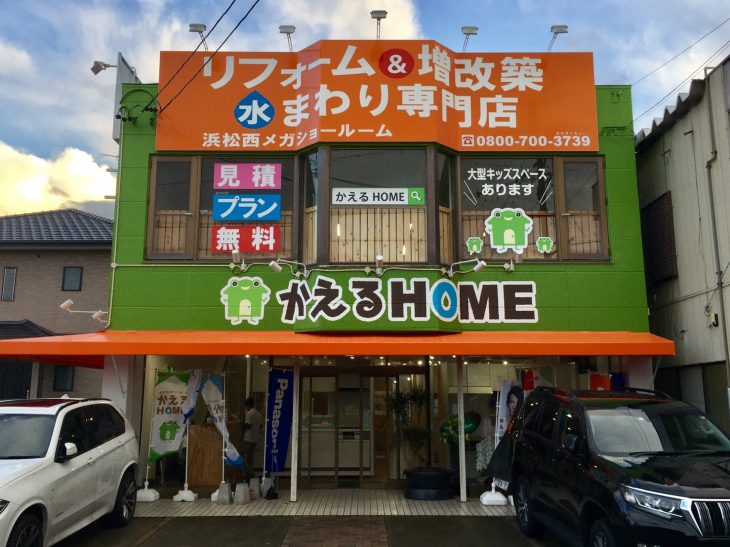 リフォーム&増改築
水まわり専門店
浜松西メガショールーム
0800-700-3739
見積
プラン
無料
かえるHOME
大型キッズスペース
あります
かえるHOME
かえる
HOME
Panasonic